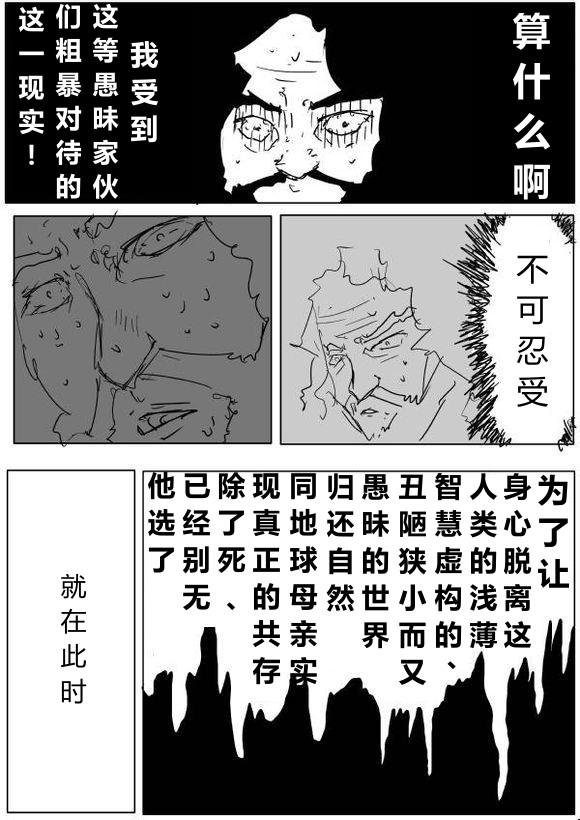 算什么啊
我受到
这等愚昧家伙
们粗暴对待的
这一现实！
不可忍受
为了让
身心脱离这
人类的浅薄
智慧虚构的、
丑陋狭小而又
愚昧的世界
归还自然
同地球母亲实
现真正的共存
除了死、
已经别无
他选了
就在此时